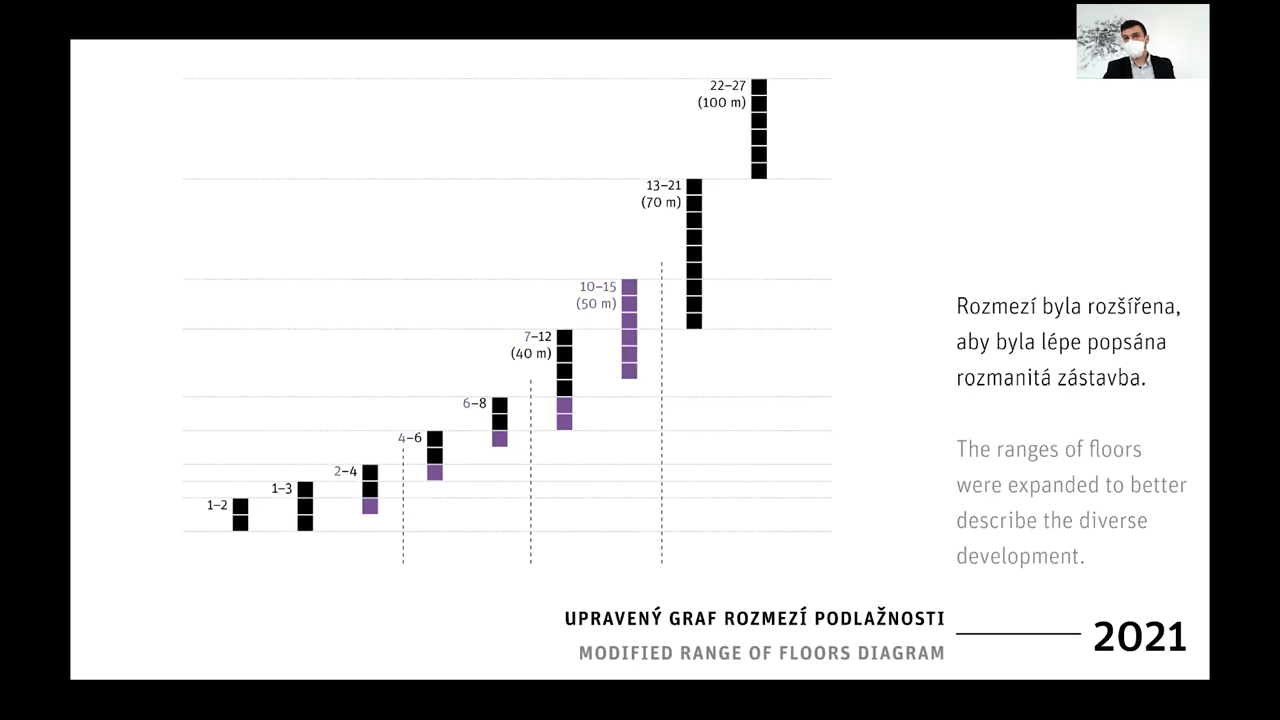 22–27
(100 m)
13–21
(70 m)
10–15
(50 m)
7–12
(40 m)
6–8
4–6
2–4
1–3
1–2
Rozmezí byla rozšířena,
aby byla lépe popsána
rozmanitá zástavba.
The ranges of floors
were expanded to better
describe the diverse
development.
UPRAVENÝ GRAF ROZMEZÍ PODLAŽNOSTI
MODIFIED RANGE OF FLOORS DIAGRAM
2021